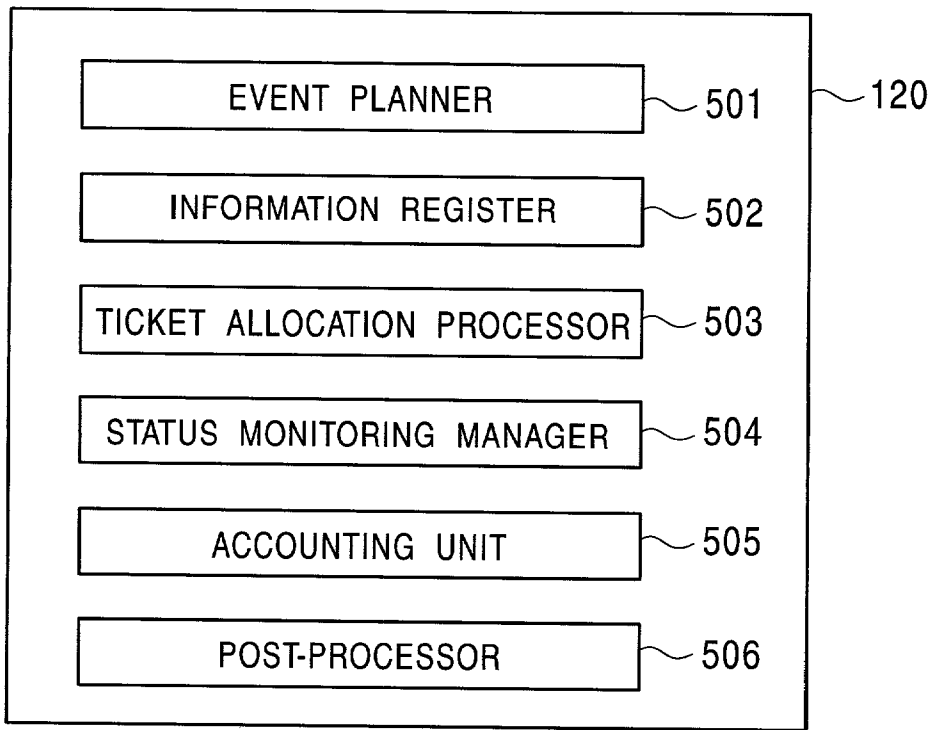 EVENT PLANNER 501 120
INFORMATION REGISTER 502
TICKET ALLOCATION PROCESSOR 503
STATUS MONITORING MANAGER 504
ACCOUNTING UNIT 505
POST-PROCESSOR 506